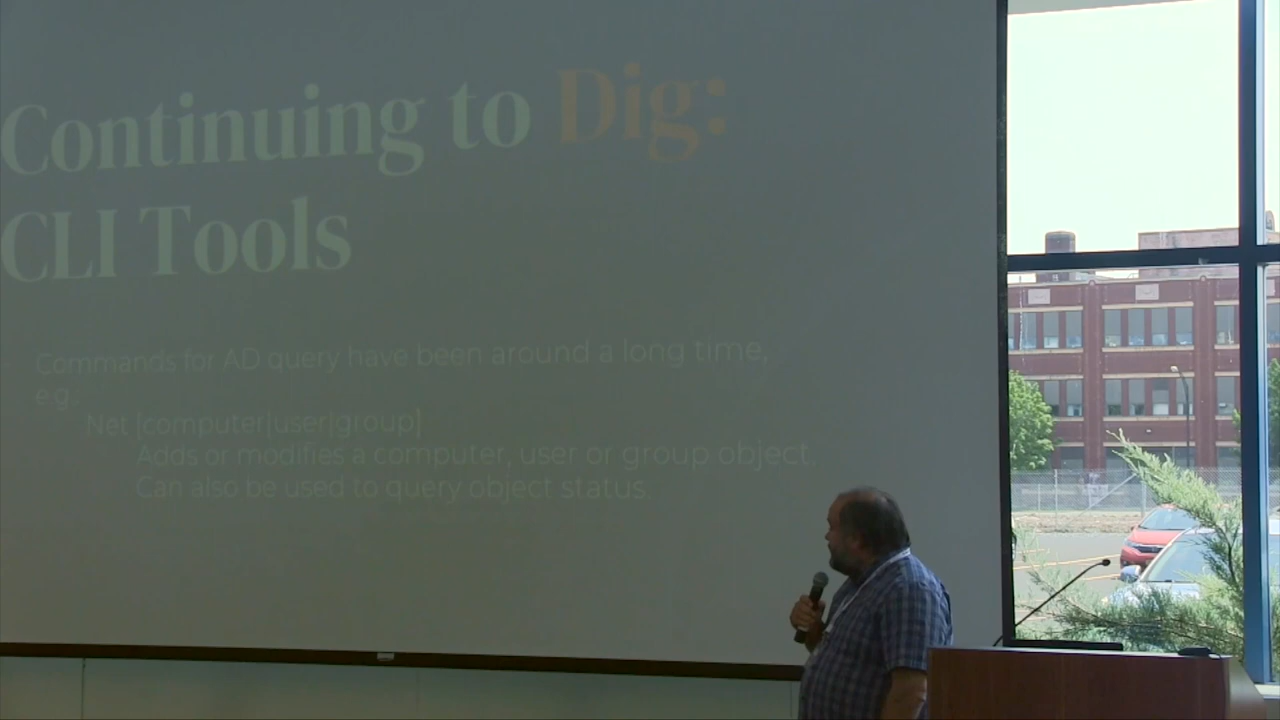 Continuing to Dig:
CLI Tools
Commands for AD query have been around a long time,
e.g.
Net [computer|user|group]
Adds or modifies a computer, user or group object.
Can also be used to query object status.